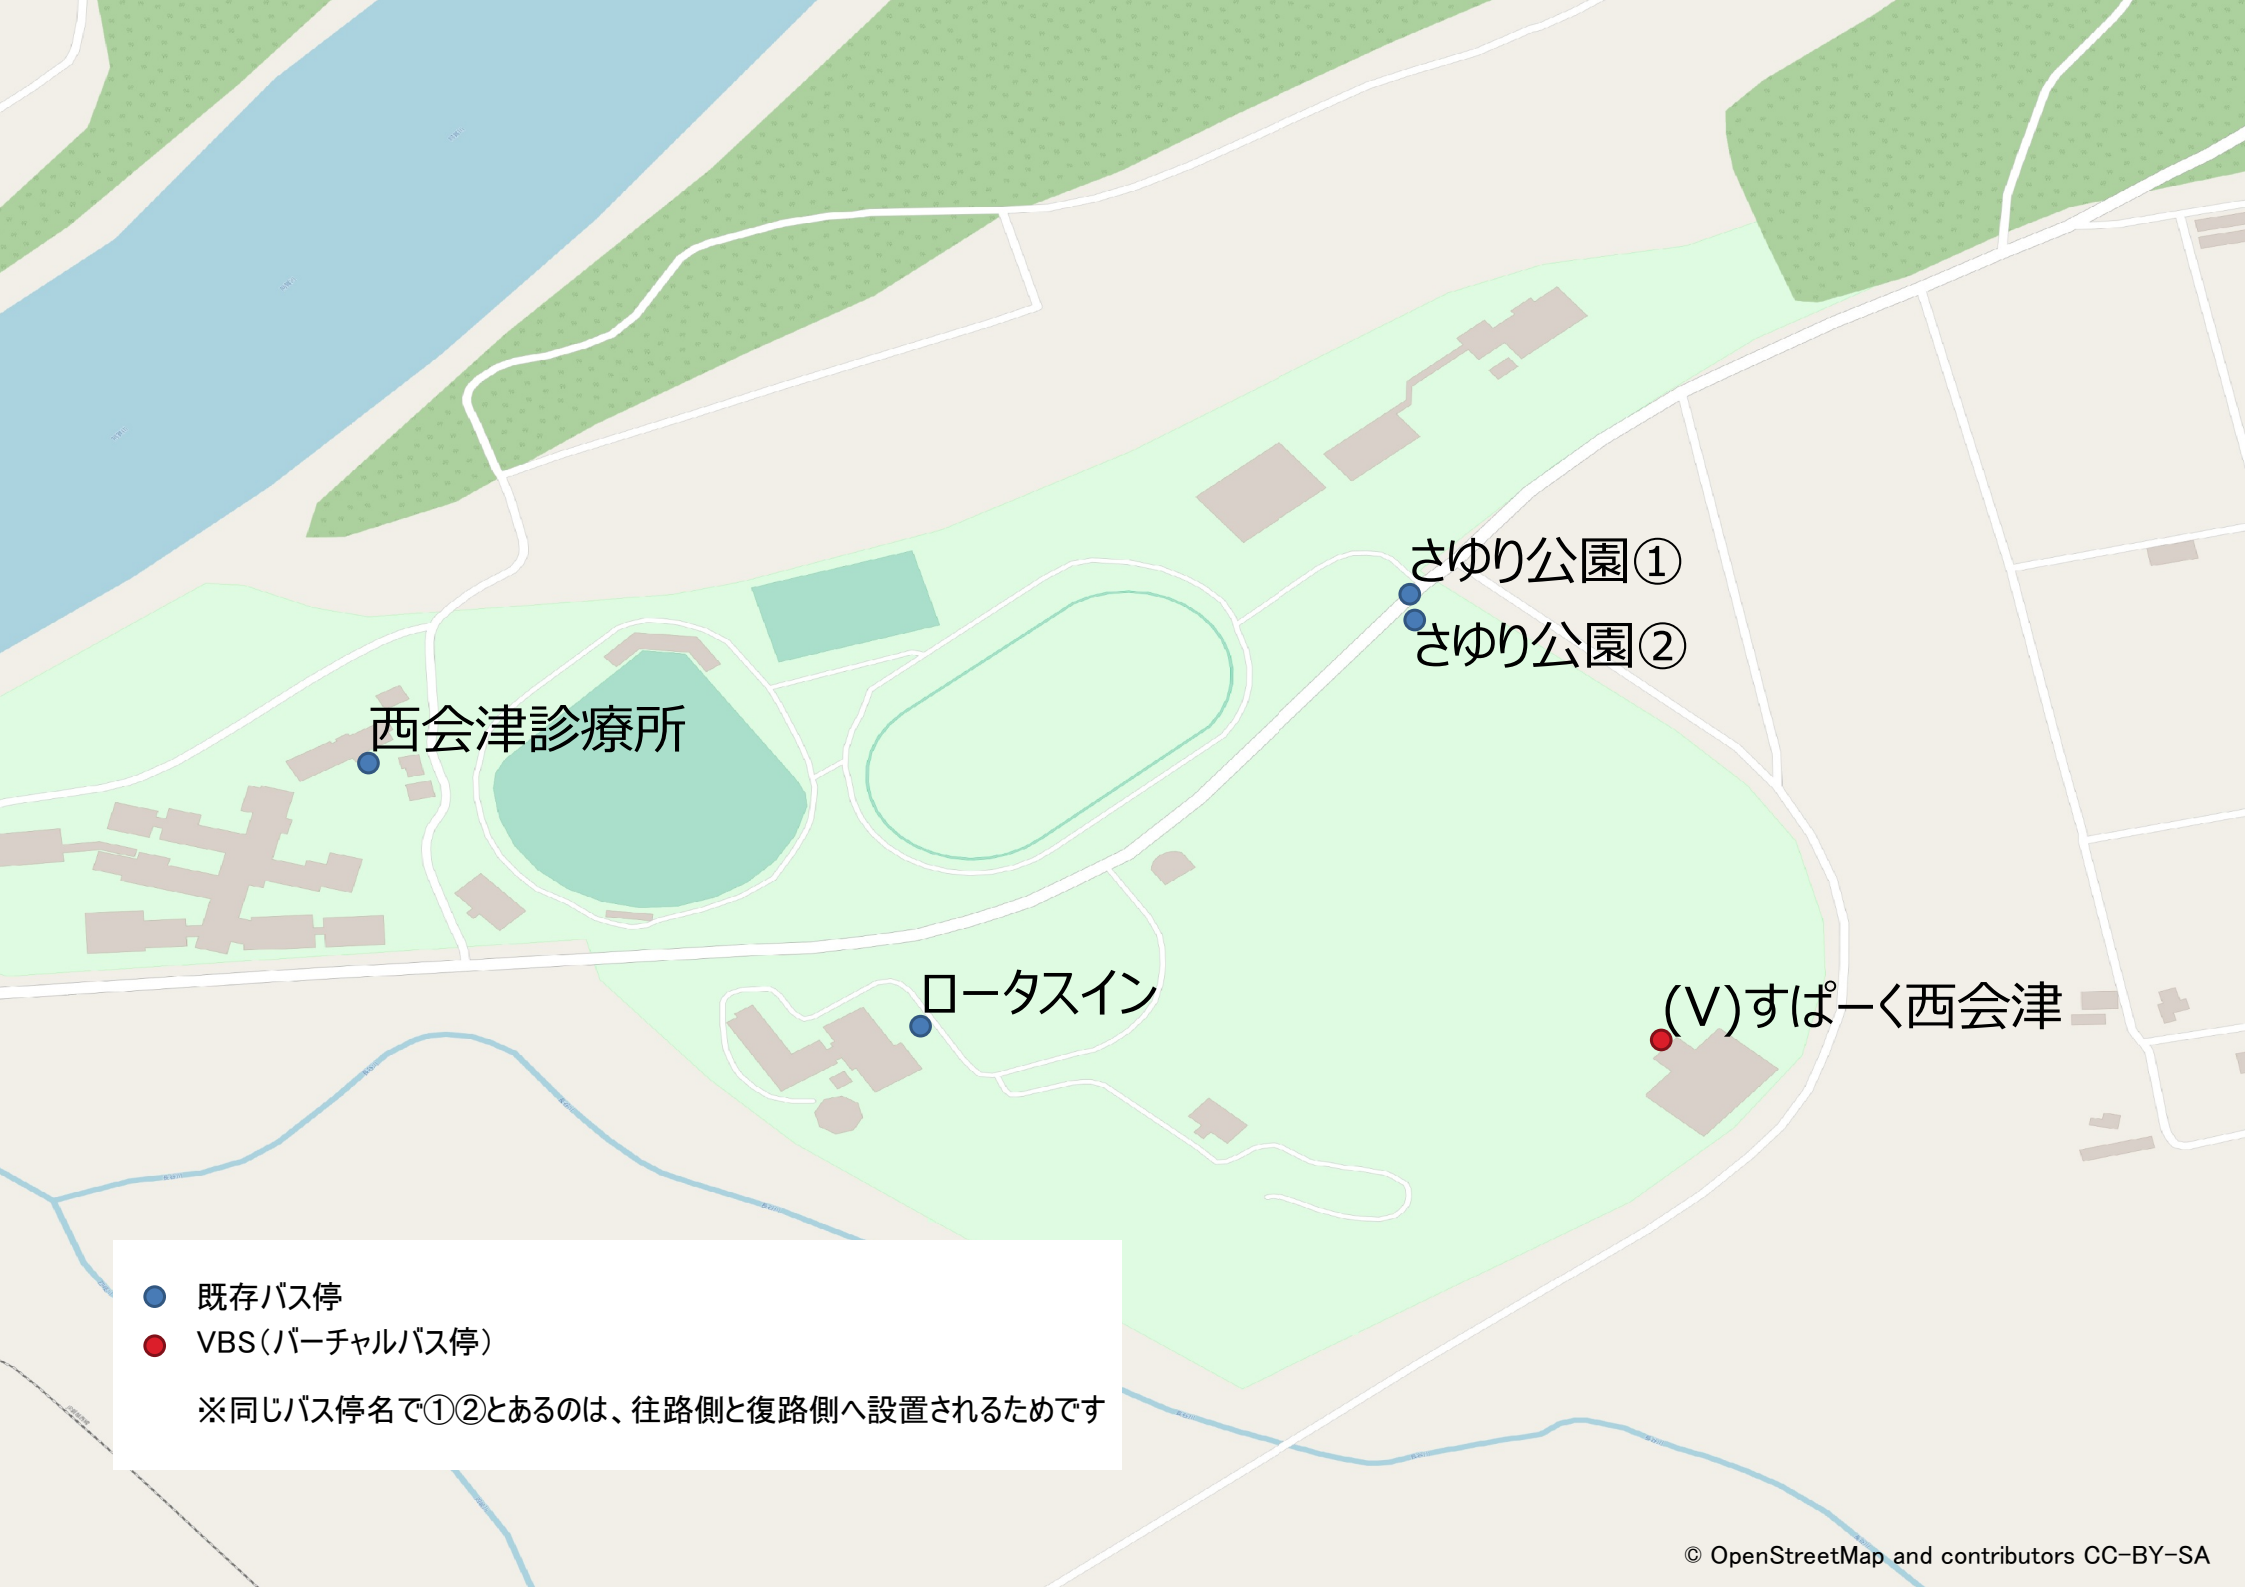 さゆり公園①
さゆり公園②
西会津診療所
ロータスイン
(V)すぱーく西会津
既存バス停
VBS（バーチャルバス停）
※同じバス停名で①②とあるのは、往路側と復路側へ設置されるためです
© OpenStreetMap and contributors CC-BY-SA